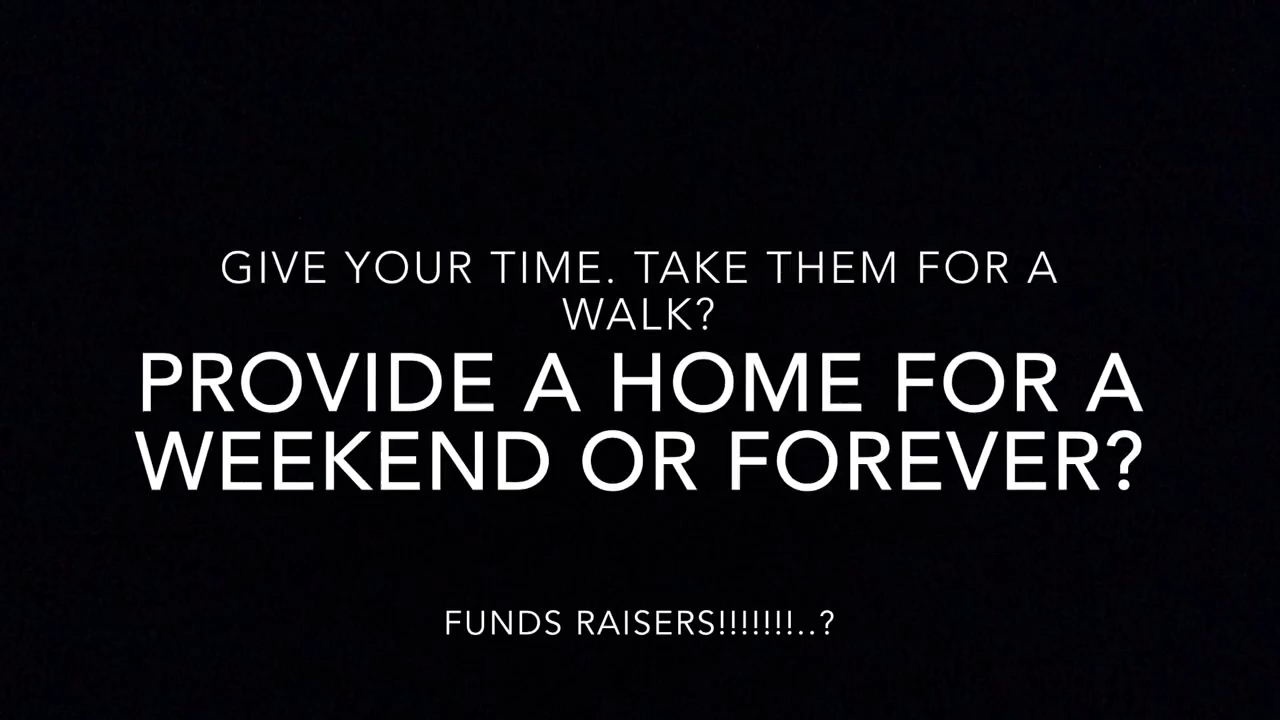 GIVE YOUR TIME. TAKE THEM FOR A
WALK?
PROVIDE A HOME FOR A
WEEKEND OR FOREVER?
FUNDS RAISERS!!!!!!!..?